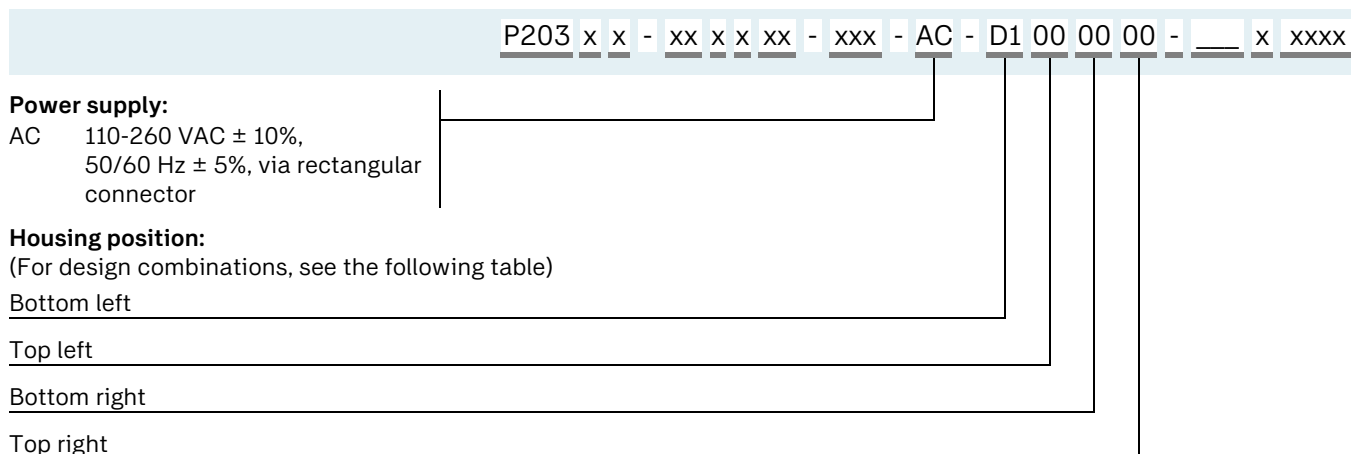 P203 x x - xx x x xx - xxx - AC - D1 00 00 00 - ___ x xxxx
Power supply:
AC 110-260 VAC ± 10%,
50/60 Hz ± 5%, via rectangular
connector
Housing position:
(For design combinations, see the following table)
Bottom left
Top left
Bottom right
Top right